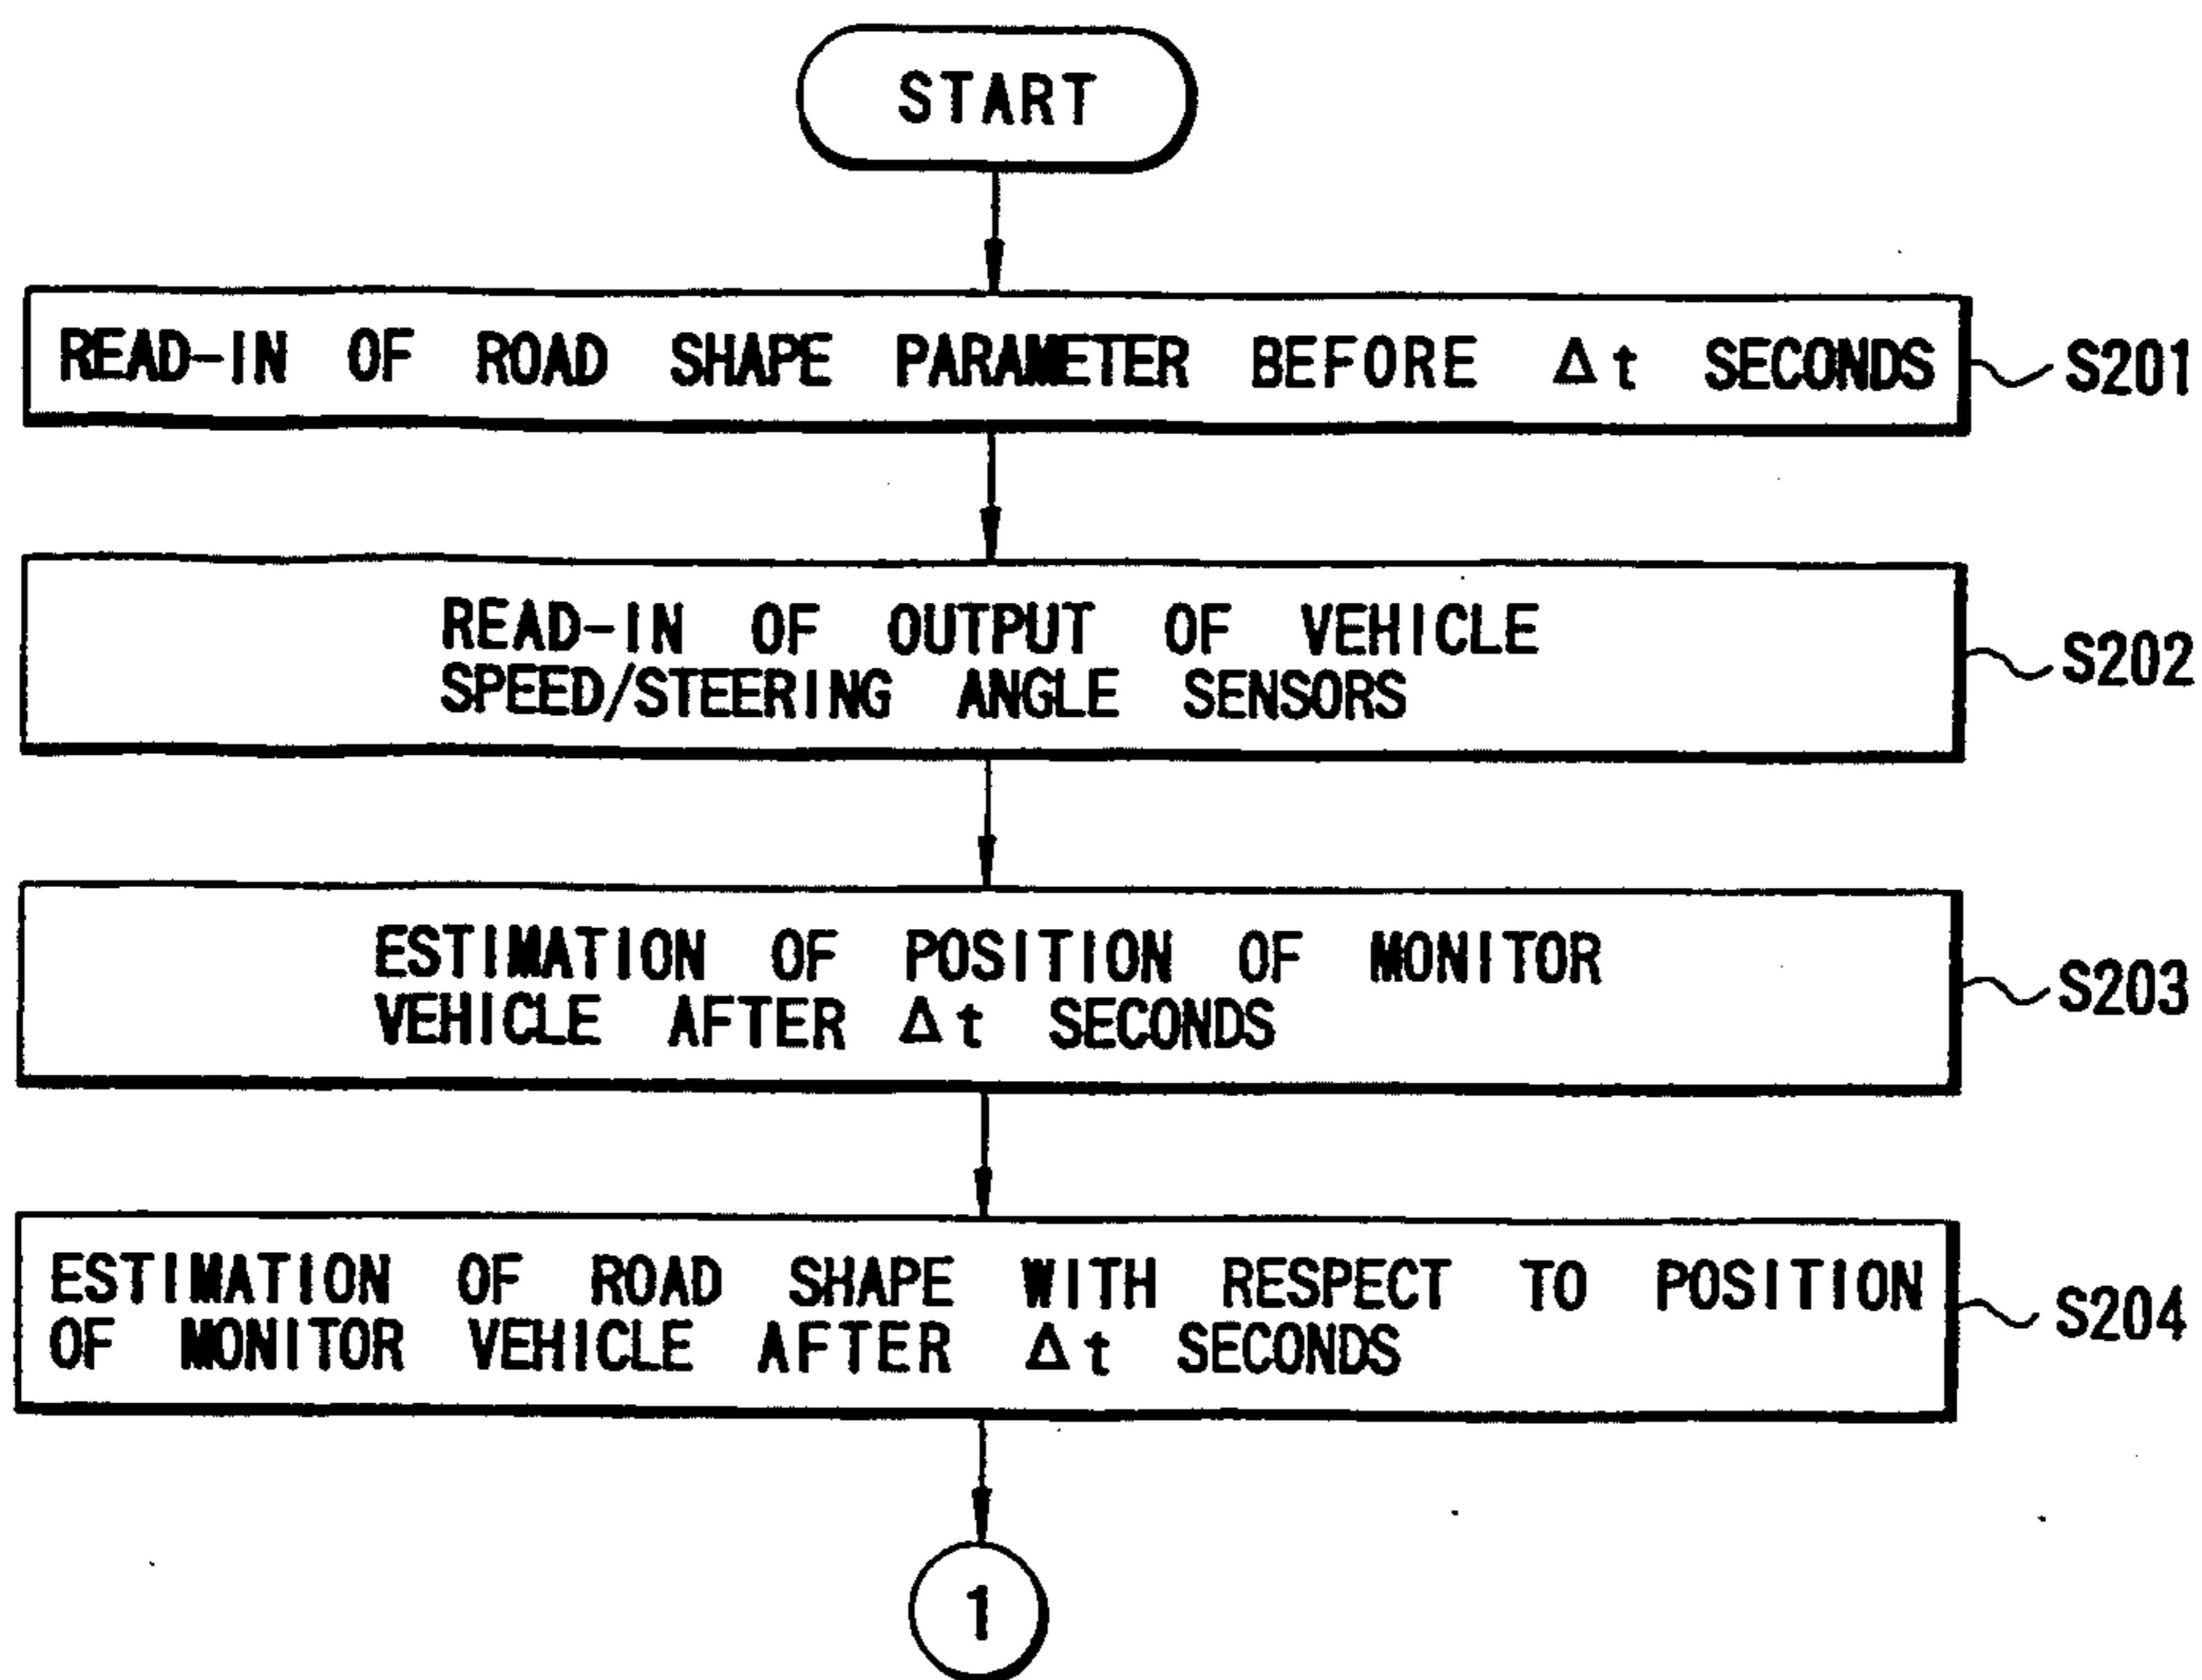 START
READ-IN OF ROAD SHAPE PARAMETER BEFORE Δt SECONDS
S201
READ-IN OF OUTPUT OF VEHICLE
SPEED/STEERING ANGLE SENSORS
S202
ESTIMATION OF POSITION OF MONITOR
VEHICLE AFTER Δt SECONDS
S203
ESTIMATION OF ROAD SHAPE WITH RESPECT TO POSITION
OF MONITOR VEHICLE AFTER Δt SECONDS
S204
1